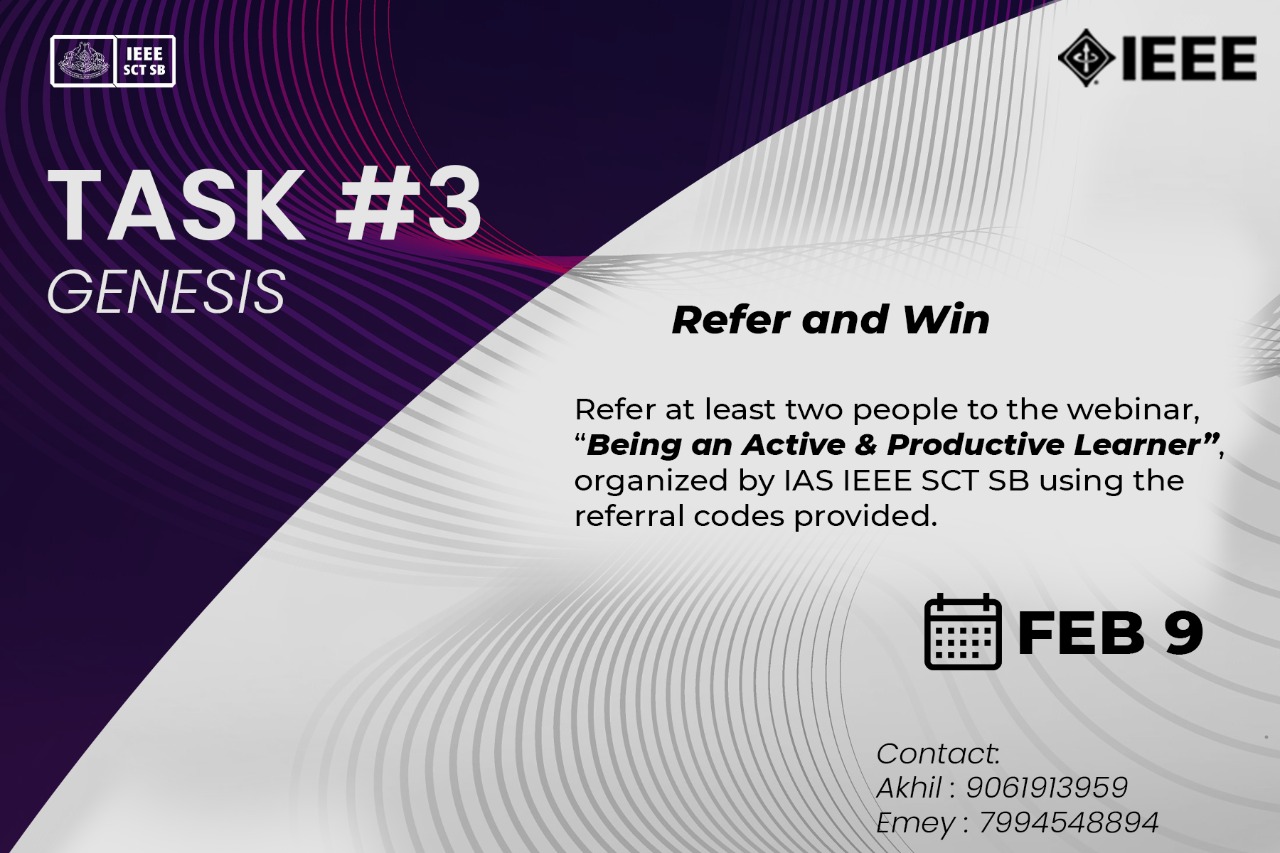 IEEE
SCT SB
IEEE
TASK #3
GENESIS
Refer and Win
Refer at least two people to the webinar,
“Being an Active & Productive Learner”,
organized by IAS IEEE SCT SB using the
referral codes provided.
FEB 9
Contact:
Akhil : 9061913959
Emey : 7994548894